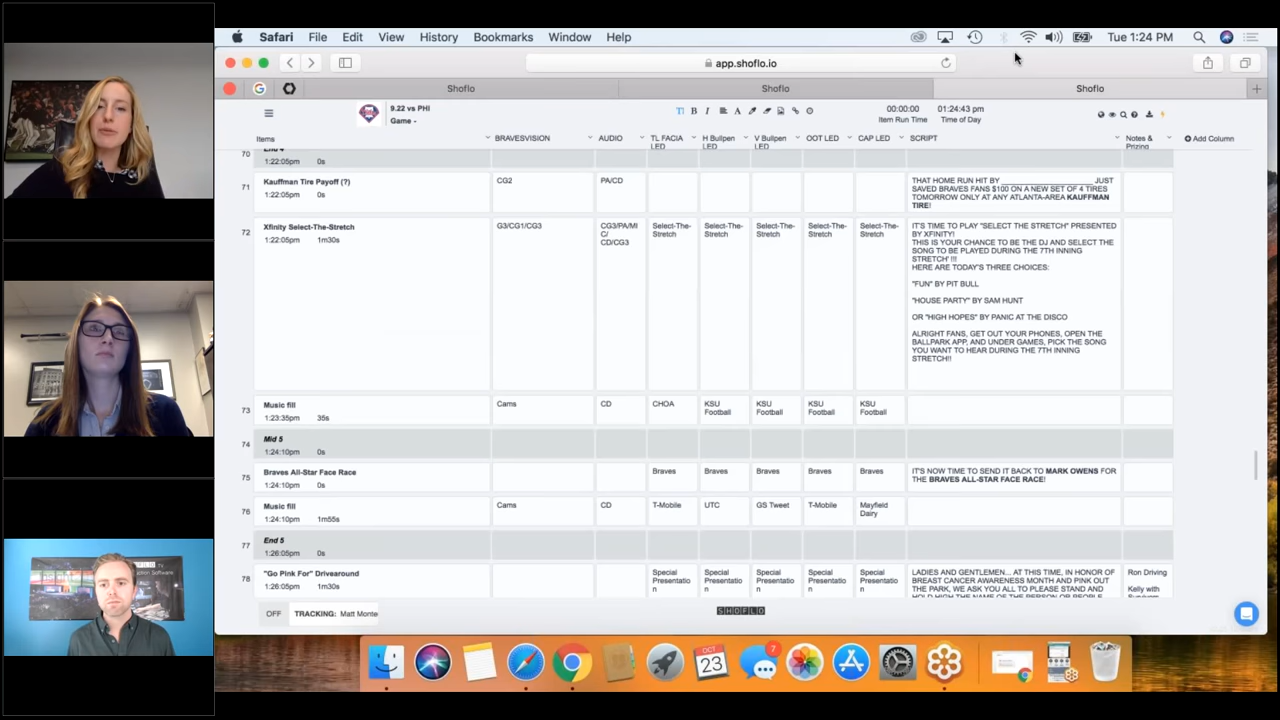 Safari File Edit View History Bookmarks Window Help Tue 1:24 PM
app.shoflo.io
Shoflo Shoflo Shoflo
9.22 vs PHI
Game
00:00:00 01:24:43 pm
Item Run Time Time of Day
Items BRAVESVISION AUDIO TL FACIA LED H Bullpen LED V Bullpen LED OOT LED CAP LED SCRIPT Notes & Prizing Add Column
70 End 4
1:22:05pm 0s
71 Kauffman Tire Payoff (?)
1:22:05pm 0s
CG2 PA/CD
THAT HOME RUN HIT BY ____________________ JUST
SAVED BRAVES FANS $100 ON A NEW SET OF 4 TIRES
TOMORROW ONLY AT ANY ATLANTA-AREA KAUFFMAN
TIRE!
72 Xfinity Select-The-Stretch
1:22:05pm 1m30s
G3/CG1/CG3
CG3/PA/MI
C/
CD/CG3
Select-The-Stretch Select-The-Stretch Select-The-Stretch Select-The-Stretch Select-The-Stretch
IT'S TIME TO PLAY "SELECT THE STRETCH" PRESENTED
BY XFINITY!
THIS IS YOUR CHANCE TO BE THE DJ AND SELECT THE
SONG TO BE PLAYED DURING THE 7TH INNING
STRETCH' !!!
HERE ARE TODAY'S THREE CHOICES:
"FUN" BY PIT BULL
"HOUSE PARTY" BY SAM HUNT
OR "HIGH HOPES" BY PANIC AT THE DISCO
ALRIGHT FANS, GET OUT YOUR PHONES, OPEN THE
BALLPARK APP, AND UNDER GAMES, PICK THE SONG
YOU WANT TO HEAR DURING THE 7TH INNING
STRETCH!!
73 Music fill
1:23:35pm 35s
Cams CD CHOA KSU Football KSU Football KSU Football KSU Football
74 Mid 5
1:24:10pm 0s
75 Braves All-Star Face Race
1:24:10pm 0s
Braves Braves Braves Braves Braves
IT'S NOW TIME TO SEND IT BACK TO MARK OWENS FOR
THE BRAVES ALL-STAR FACE RACE!
76 Music fill
1:24:10pm 1m55s
Cams CD T-Mobile UTC GS Tweet T-Mobile Mayfield Dairy
77 End 5
1:26:05pm 0s
78 "Go Pink For" Drivearound
1:26:05pm 1m30s
Special Presentation Special Presentation Special Presentation Special Presentation Special Presentation
LADIES AND GENTLEMEN... AT THIS TIME, IN HONOR OF
BREAST CANCER AWARENESS MONTH AND PINK OUT
THE PARK, WE ASK YOU ALL TO PLEASE STAND AND
HOLD HIGH THE NAME OF THE PERSON OR PEOPLE
Ron Driving
Kelly with
OFF TRACKING: Matt Monte
SHOFLO
OCT
23
7